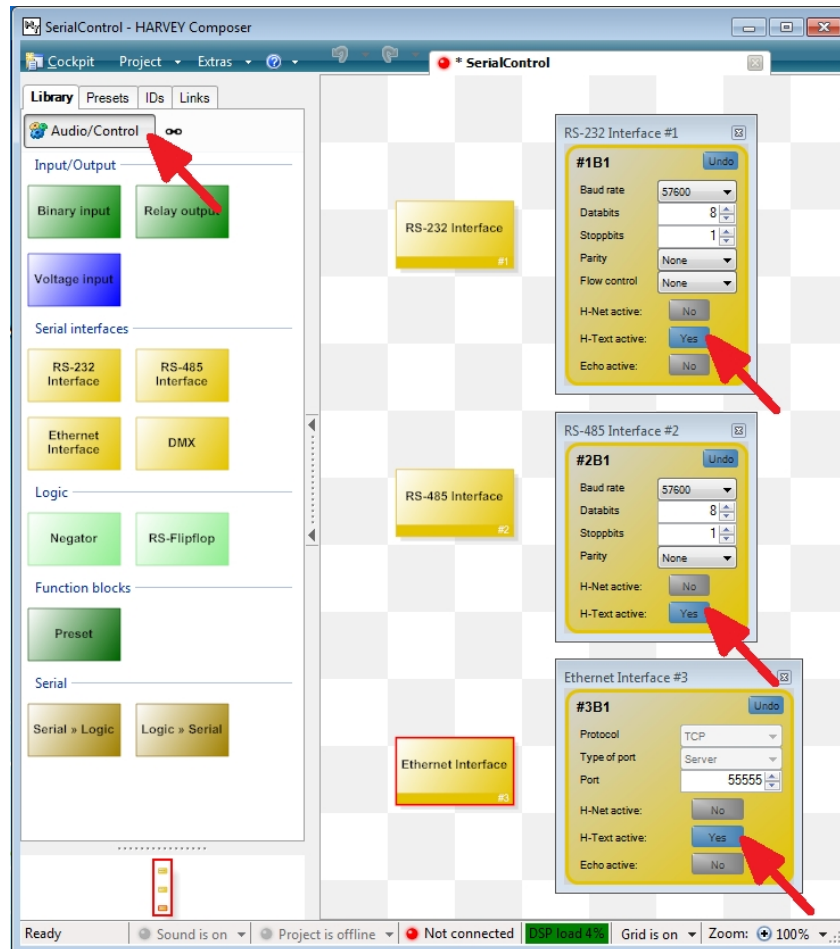 SerialControl - HARVEY Composer
Cockpit Project Extras
* SerialControl
Library Presets IDs Links
Audio/Control
Input/Output
Binary input Relay output
Voltage input
Serial interfaces
RS-232 Interface
RS-485 Interface
Ethernet Interface
DMX
Logic
Negator RS-Flipflop
Function blocks
Preset
Serial
Serial » Logic Logic » Serial
RS-232 Interface
#1
RS-485 Interface
#2
Ethernet Interface
#3
RS-232 Interface #1
#1B1 Undo
Baud rate 57600
Databits 8
Stoppbits 1
Parity None
Flow control None
H-Net active: No
H-Text active: Yes
Echo active: No
RS-485 Interface #2
#2B1 Undo
Baud rate 57600
Databits 8
Stoppbits 1
Parity None
H-Net active: No
H-Text active: Yes
Ethernet Interface #3
#3B1 Undo
Protocol TCP
Type of port Server
Port 55555
H-Net active: No
H-Text active: Yes
Echo active: No
Ready Sound is on Project is offline Not connected DSP load 4% Grid is on Zoom: 100%